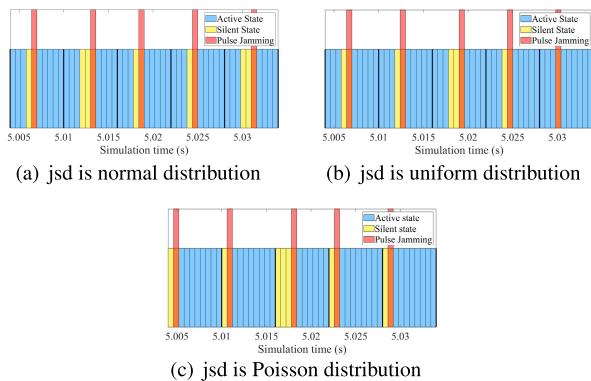 Active State
Silent State
Pulse Jamming
5.005 5.01 5.015 5.02 5.025 5.03
Simulation time (s)
(a) jsd is normal distribution
Active State
Silent State
Pulse Jamming
5.005 5.01 5.015 5.02 5.025 5.03
Simulation time (s)
(b) jsd is uniform distribution
Active state
Silent state
Pulse Jamming
5.005 5.01 5.015 5.02 5.025 5.03
Simulation time (s)
(c) jsd is Poisson distribution